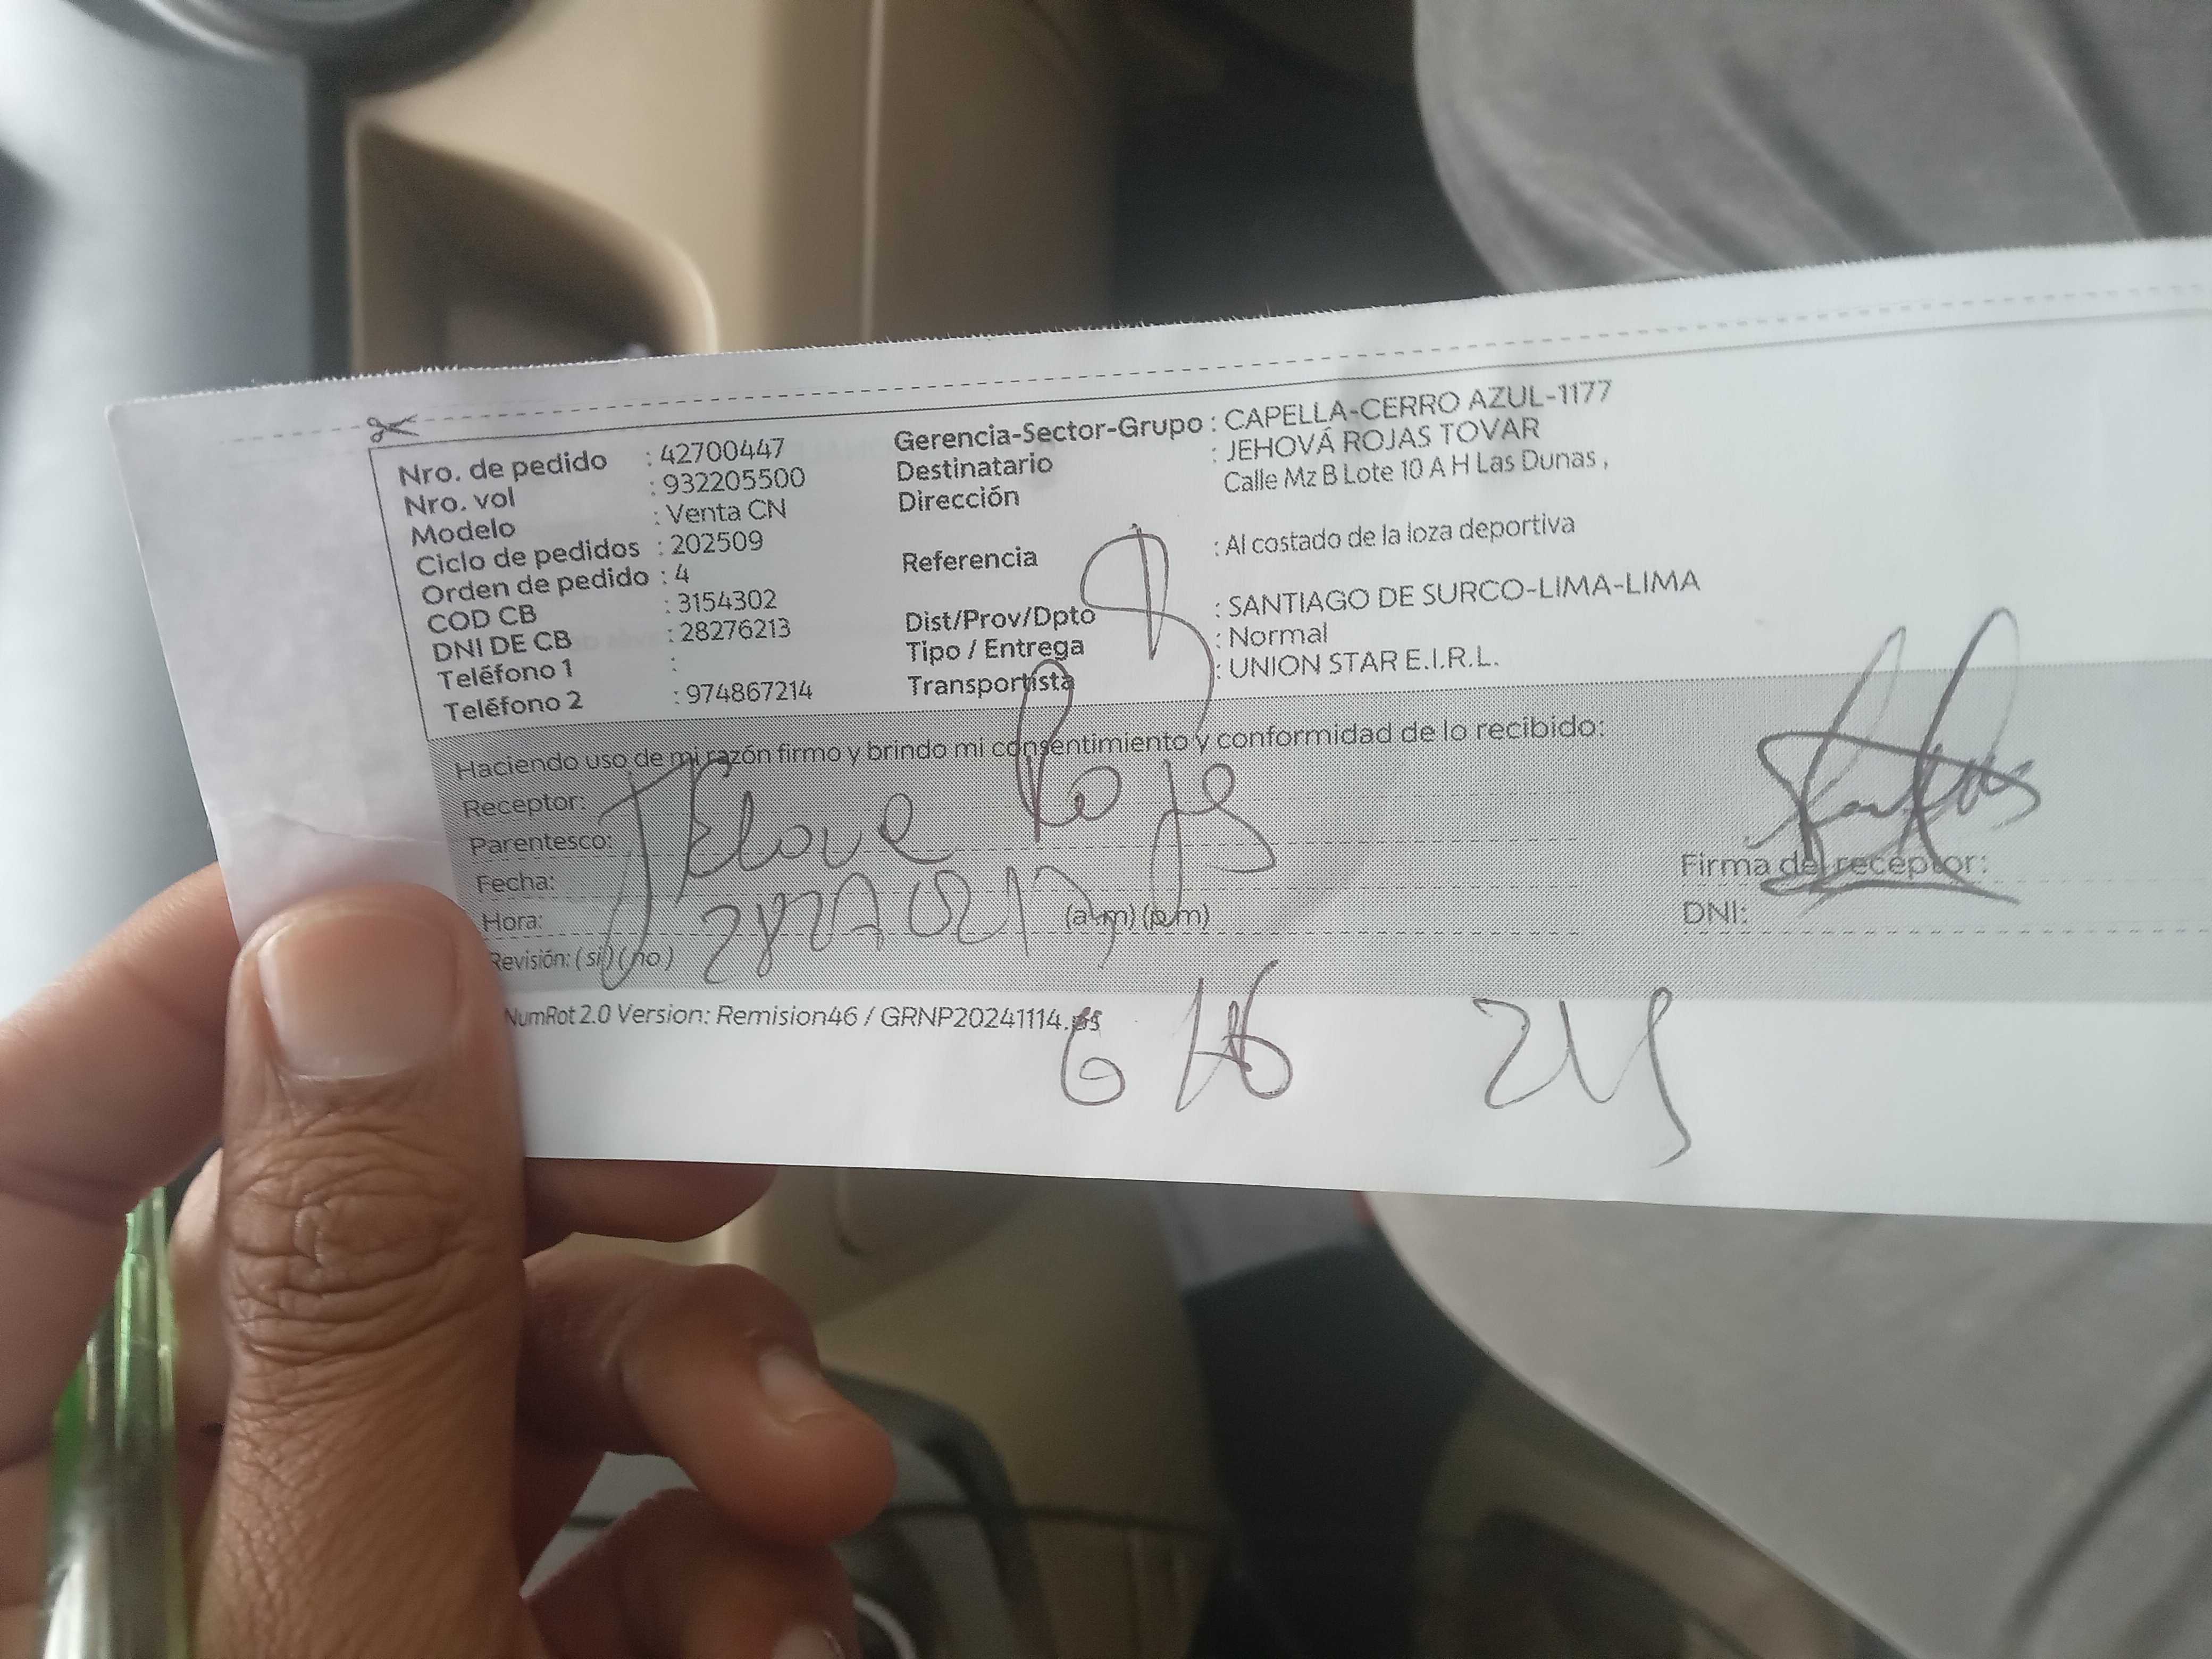 Nro. de pedido : 42700447
Nro. vol : 932205500
Modelo : Venta CN
Ciclo de pedidos : 202509
Orden de pedido : 4
COD CB : 3154302
DNI DE CB : 28276213
Teléfono 1 :
Teléfono 2 : 974867214
Gerencia-Sector-Grupo : CAPELLA-CERRO AZUL-1177
Destinatario : JEHOVÁ ROJAS TOVAR
Dirección Calle Mz B Lote 10 A H Las Dunas ,
Referencia : Al costado de la loza deportiva
Dist/Prov/Dpto : SANTIAGO DE SURCO-LIMA-LIMA
Tipo / Entrega : Normal
Transportista : UNION STAR E.I.R.L.
Haciendo uso de mi razón firmo y brindo mi consentimiento y conformidad de lo recibido:
Receptor:
Parentesco:
Fecha:
Hora: (a.m) (p.m)
Revisión: ( si ) ( no )
Rojas
Firma del receptor:
DNI:
NumRot 2.0 Version: Remision46 / GRNP20241114.